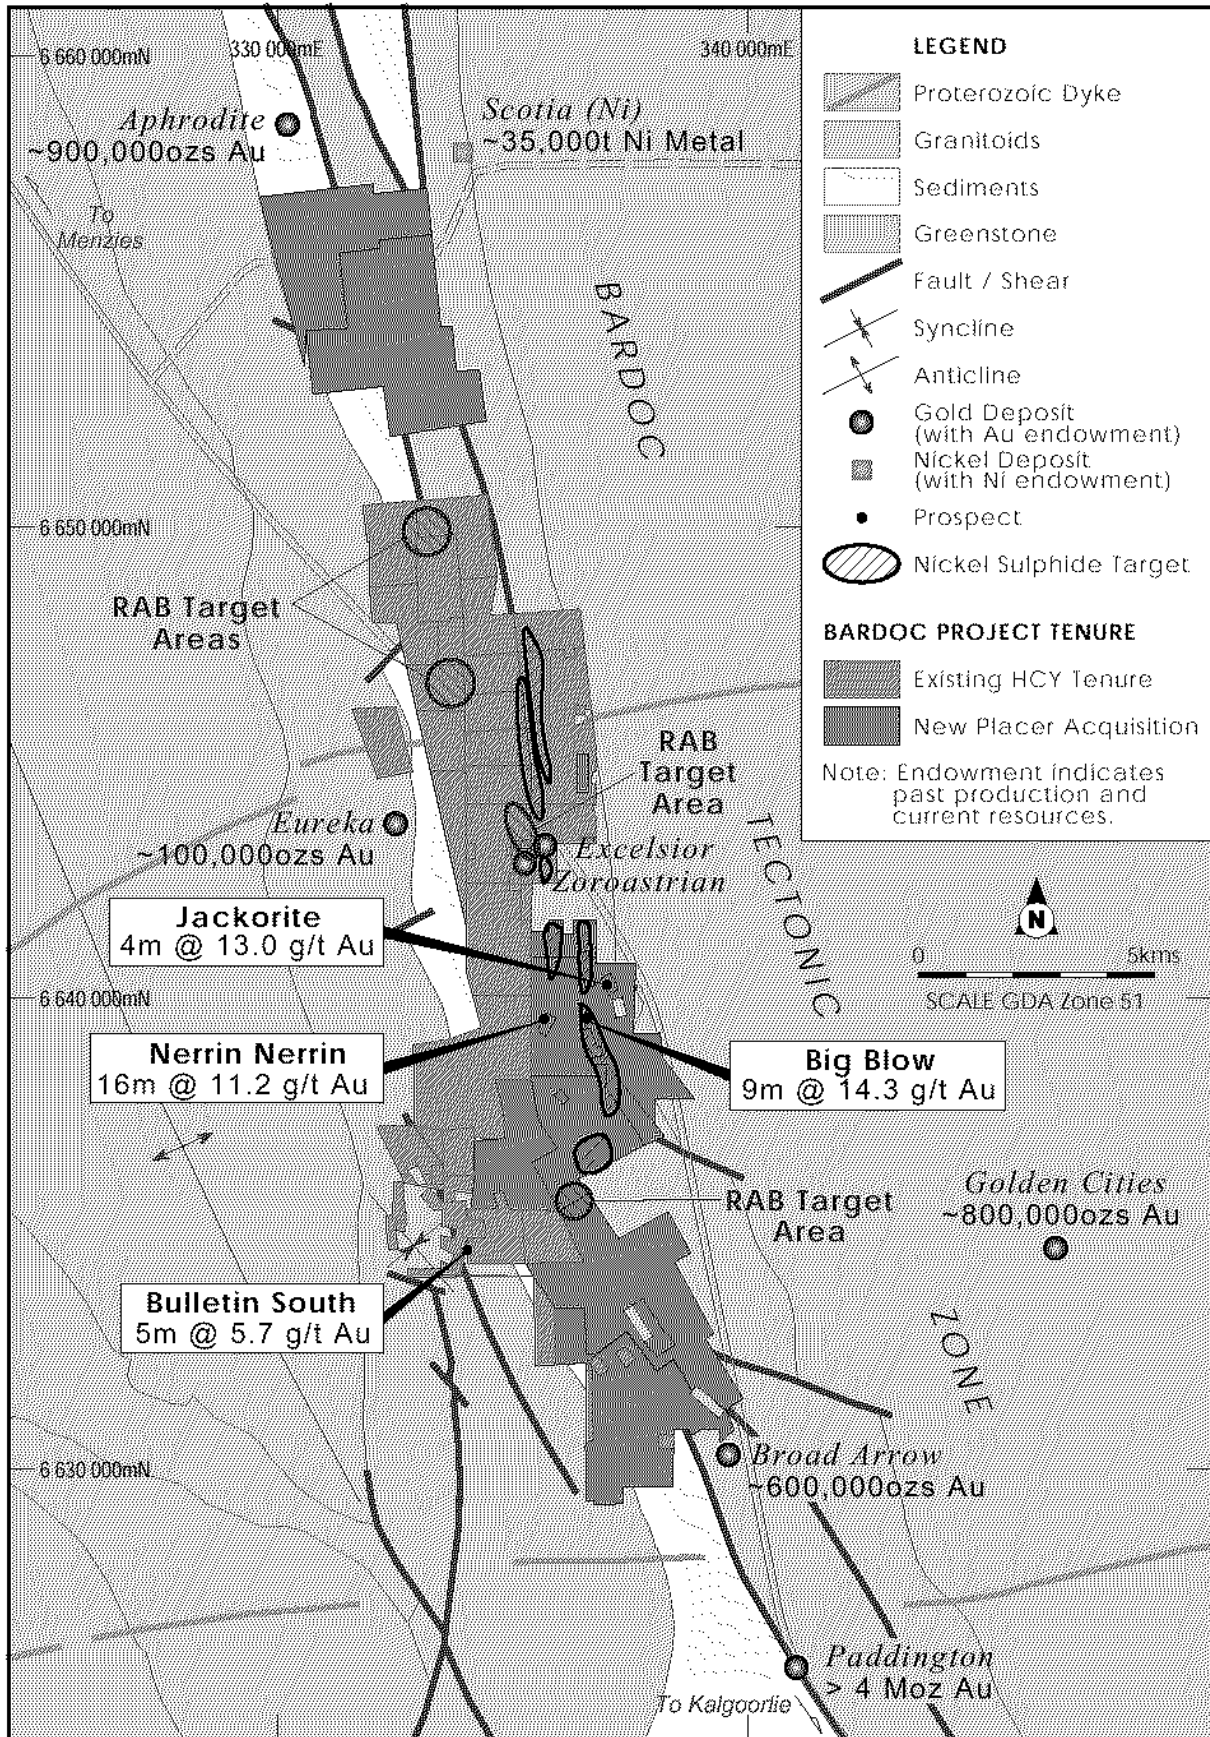 6 660 000mN
330 000mE
340 000mE
Aphrodite
~900,000ozs Au
Scotia (Ni)
~35,000t Ni Metal
To
Menzies
BARDOC
6 650 000mN
RAB Target
Areas
RAB
Target
Area
Eureka
~100,000ozs Au
Excelsior
Zoroastrian
TECTONIC
Jackorite
4m @ 13.0 g/t Au
6 640 000mN
Nerrin Nerrin
16m @ 11.2 g/t Au
Big Blow
9m @ 14.3 g/t Au
RAB Target
Area
Golden Cities
~800,000ozs Au
Bulletin South
5m @ 5.7 g/t Au
ZONE
6 630 000mN
Broad Arrow
~600,000ozs Au
Paddington
> 4 Moz Au
To Kalgoorlie
LEGEND
Proterozoic Dyke
Granitoids
Sediments
Greenstone
Fault / Shear
Syncline
Anticline
Gold Deposit
(with Au endowment)
Nickel Deposit
(with Ni endowment)
Prospect
Nickel Sulphide Target
BARDOC PROJECT TENURE
Existing HCY Tenure
New Placer Acquisition
Note: Endowment indicates
past production and
current resources.
N
0 5kms
SCALE GDA Zone 51